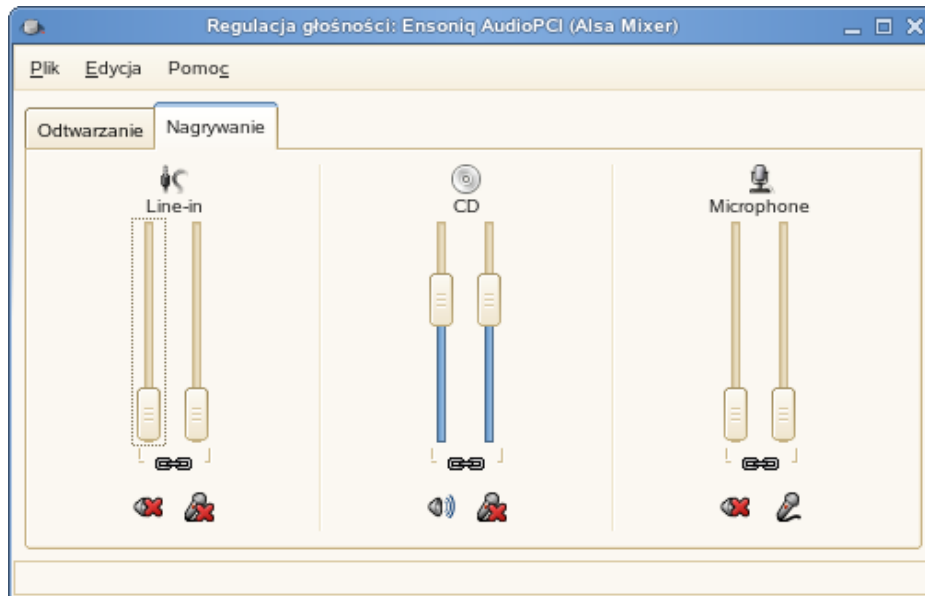 Regulacja głośności: Ensoniq AudioPCI (Alsa Mixer)
Plik Edycja Pomoc
Odtwarzanie Nagrywanie
Line-in CD Microphone